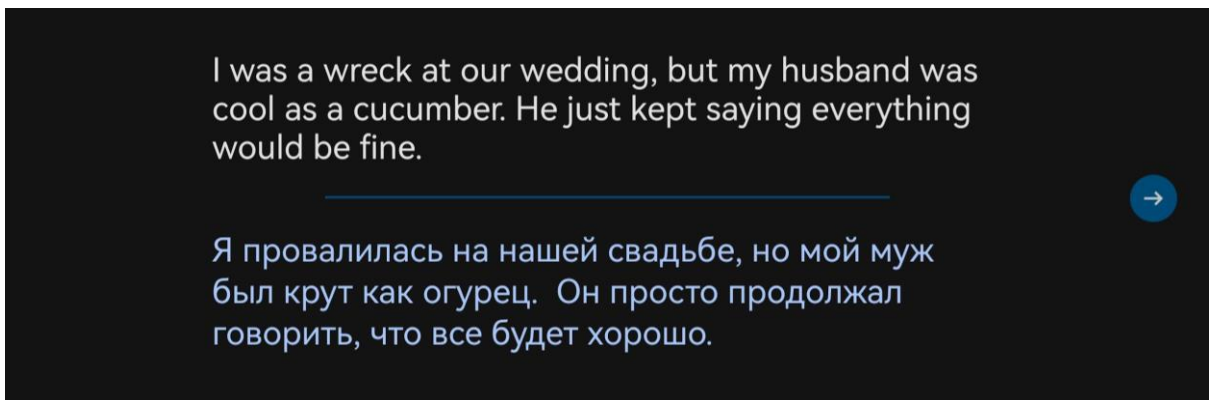 I was a wreck at our wedding, but my husband was
cool as a cucumber. He just kept saying everything
would be fine.
Я провалилась на нашей свадьбе, но мой муж
был крут как огурец.  Он просто продолжал
говорить, что все будет хорошо.